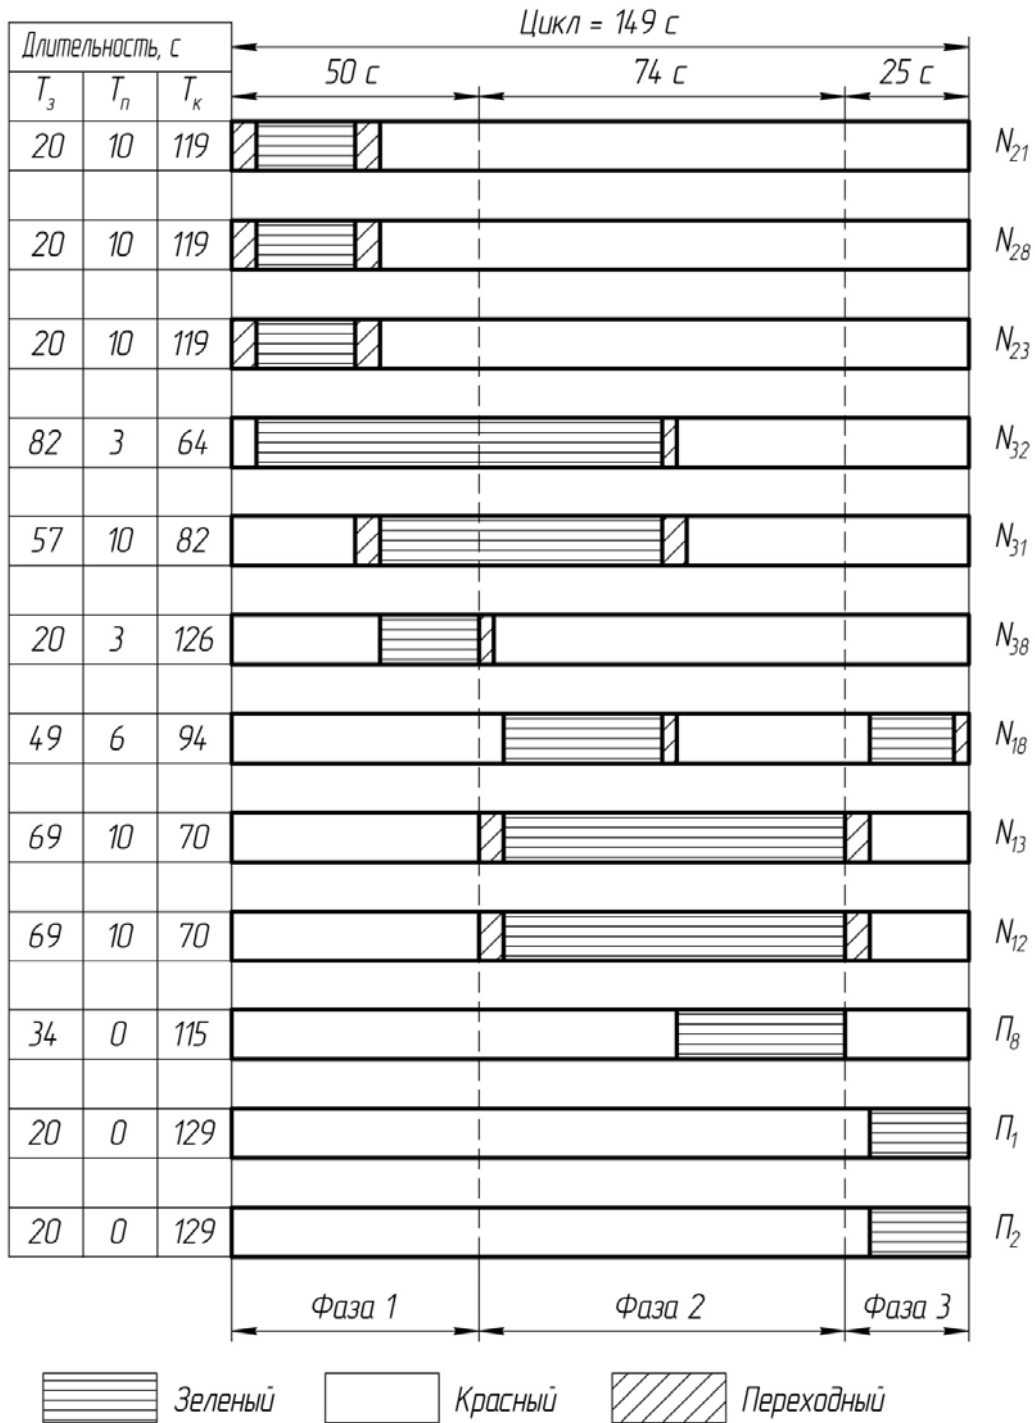 Цикл = 149 с
Длительность, с
50 с 74 с 25 с
Tз Tп Tк
20 10 119 N21
20 10 119 N28
20 10 119 N23
82 3 64 N32
57 10 82 N31
20 3 126 N38
49 6 94 N18
69 10 70 N13
69 10 70 N12
34 0 115 П8
20 0 129 П1
20 0 129 П2
Фаза 1 Фаза 2 Фаза 3
Зеленый Красный Переходный